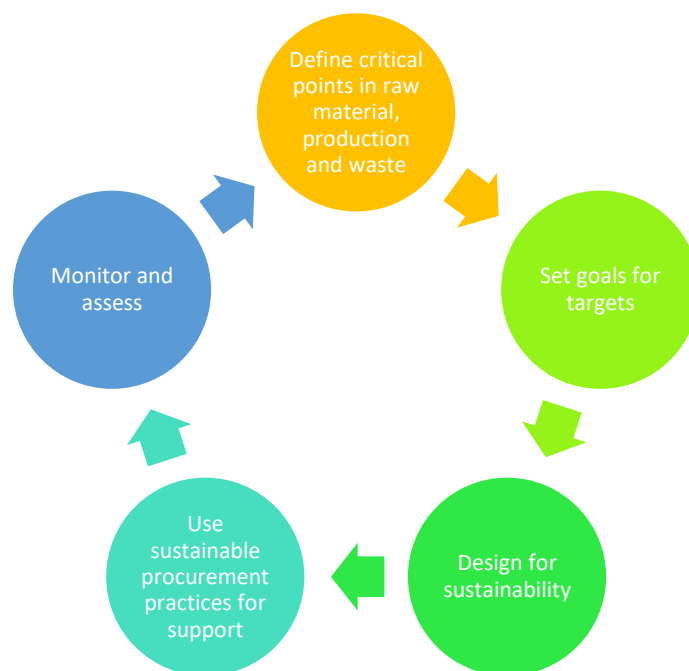 Define critical
points in raw
material,
production
and waste
Set goals for
targets
Design for
sustainability
Use
sustainable
procurement
practices for
support
Monitor and
assess